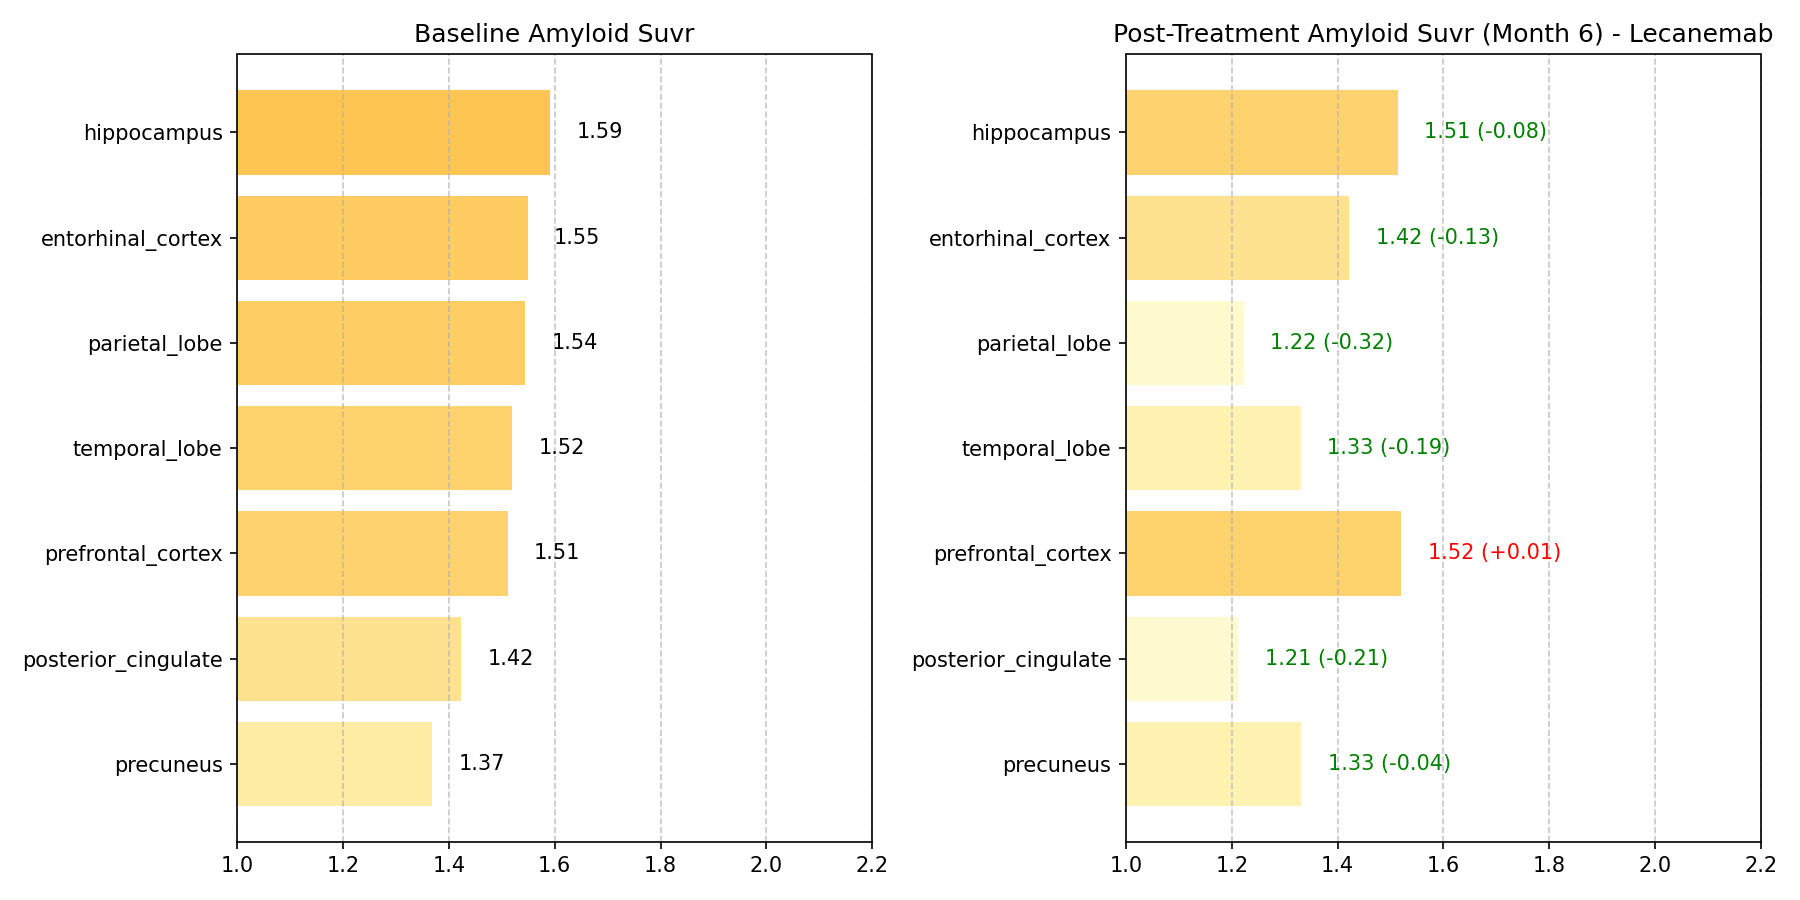 Baseline Amyloid Suvr
hippocampus 1.59
entorhinal_cortex 1.55
parietal_lobe 1.54
temporal_lobe 1.52
prefrontal_cortex 1.51
posterior_cingulate 1.42
precuneus 1.37
1.0 1.2 1.4 1.6 1.8 2.0 2.2
Post-Treatment Amyloid Suvr (Month 6) - Lecanemab
hippocampus 1.51 (-0.08)
entorhinal_cortex 1.42 (-0.13)
parietal_lobe 1.22 (-0.32)
temporal_lobe 1.33 (-0.19)
prefrontal_cortex 1.52 (+0.01)
posterior_cingulate 1.21 (-0.21)
precuneus 1.33 (-0.04)
1.0 1.2 1.4 1.6 1.8 2.0 2.2